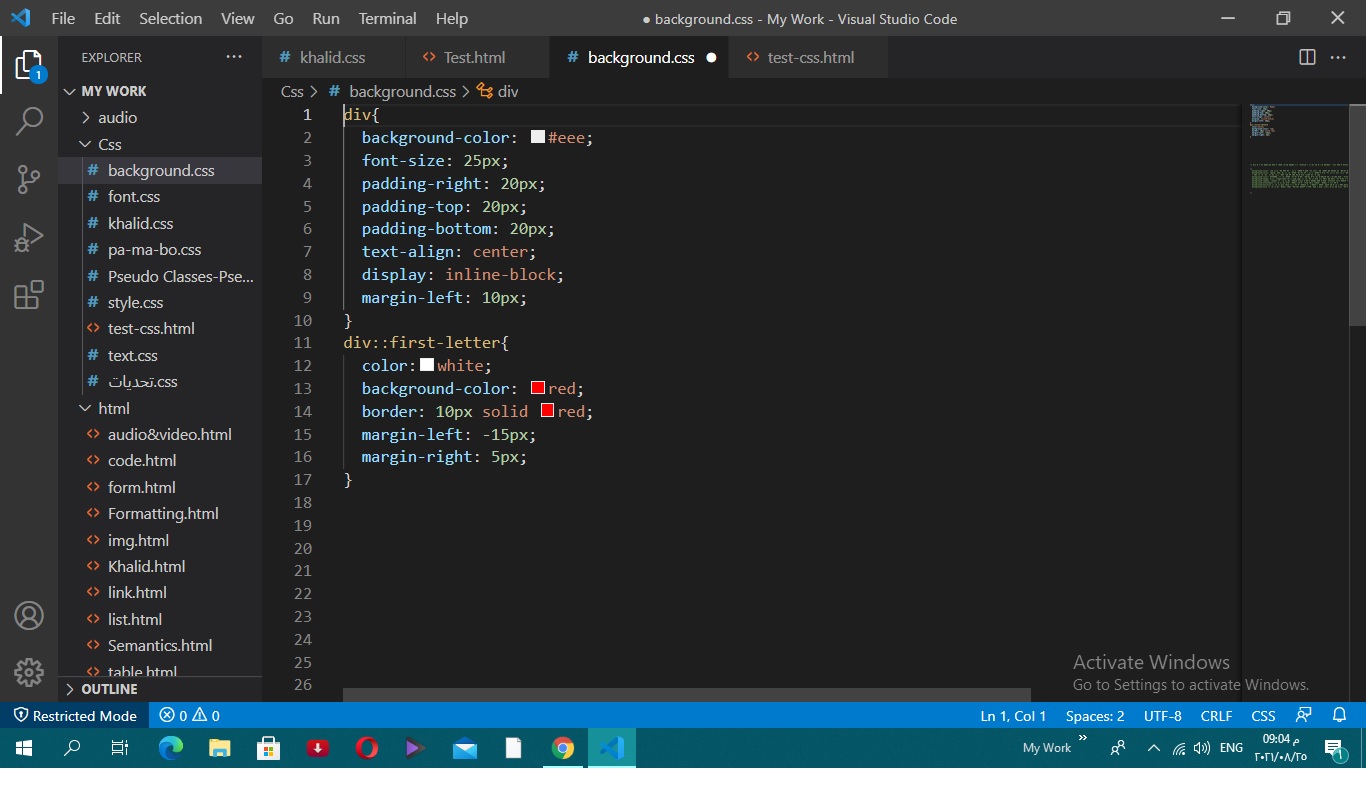 File Edit Selection View Go Run Terminal Help
● background.css - My Work - Visual Studio Code
1
EXPLORER
# khalid.css
<> Test.html
# background.css ●
<> test-css.html
Css > # background.css > div
MY WORK
audio
Css
# background.css
# font.css
# khalid.css
# pa-ma-bo.css
# Pseudo Classes-Pse...
# style.css
<> test-css.html
# text.css
# تحديات.css
html
<> audio&video.html
<> code.html
<> form.html
<> Formatting.html
<> img.html
<> Khalid.html
<> link.html
<> list.html
<> Semantics.html
<> table.html
OUTLINE
1 div{
2 background-color: #eee;
3 font-size: 25px;
4 padding-right: 20px;
5 padding-top: 20px;
6 padding-bottom: 20px;
7 text-align: center;
8 display: inline-block;
9 margin-left: 10px;
10 }
11 div::first-letter{
12 color: white;
13 background-color: red;
14 border: 10px solid red;
15 margin-left: -15px;
16 margin-right: 5px;
17 }
18
19
20
21
22
23
24
25
26
Activate Windows
Go to Settings to activate Windows.
Restricted Mode 0 0
Ln 1, Col 1 Spaces: 2 UTF-8 CRLF CSS
My Work » ENG
09:04 م
٢٠٢١/٠٨/٢٥
1